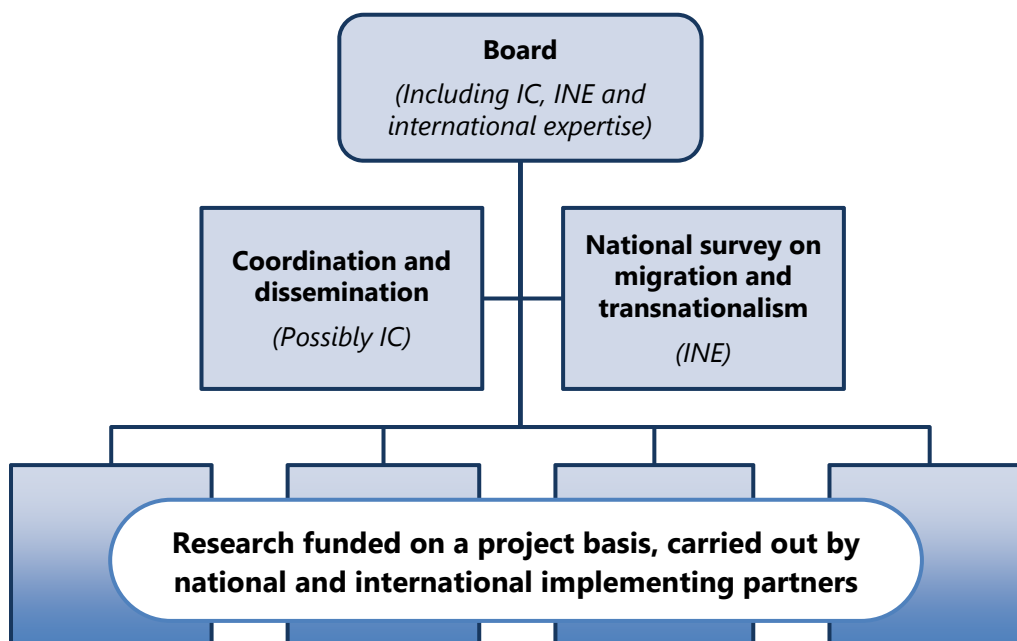 Board
(Including IC, INE and
international expertise)
Coordination and
dissemination
(Possibly IC)
National survey on
migration and
transnationalism
(INE)
Research funded on a project basis, carried out by
national and international implementing partners